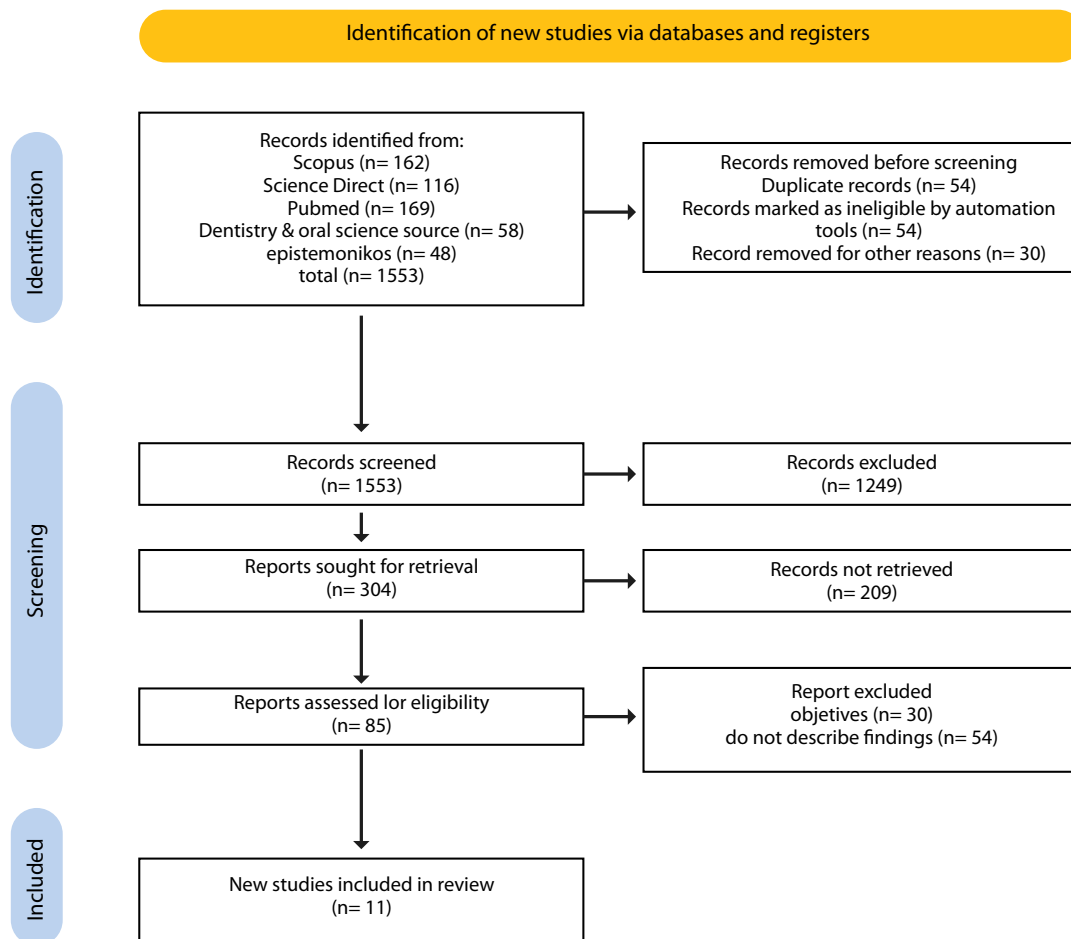 Identification of new studies via databases and registers
Identification
Records identified from:
Scopus (n= 162)
Science Direct (n= 116)
Pubmed (n= 169)
Dentistry & oral science source (n= 58)
epistemonikos (n= 48)
total (n= 1553)
Records removed before screening
Duplicate records (n= 54)
Records marked as ineligible by automation
tools (n= 54)
Record removed for other reasons (n= 30)
Screening
Records screened
(n= 1553)
Records excluded
(n= 1249)
Reports sought for retrieval
(n= 304)
Records not retrieved
(n= 209)
Reports assessed lor eligibility
(n= 85)
Report excluded
objetives (n= 30)
do not describe findings (n= 54)
Included
New studies included in review
(n= 11)